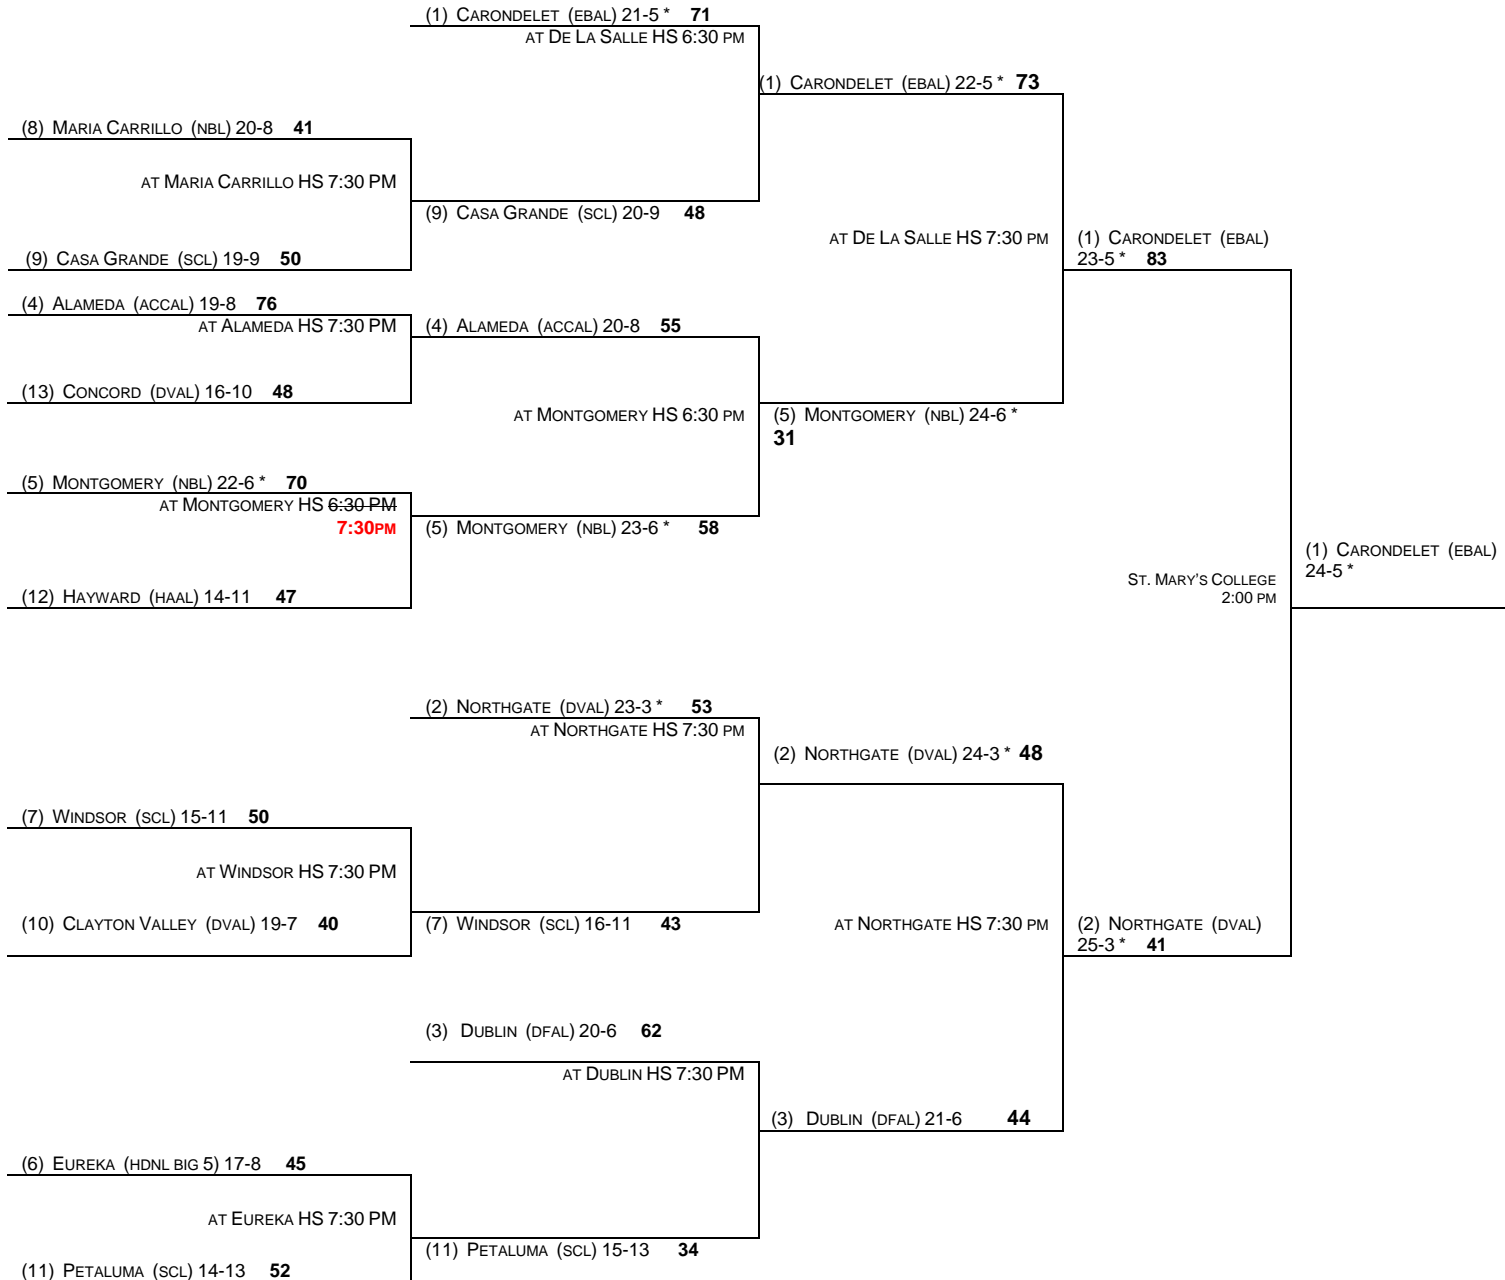 (1) CARONDELET (EBAL) 21-5 * 71
AT DE LA SALLE HS 6:30 PM
(1) CARONDELET (EBAL) 22-5 * 73
(8) MARIA CARRILLO (NBL) 20-8 41
AT MARIA CARRILLO HS 7:30 PM
(9) CASA GRANDE (SCL) 20-9 48
AT DE LA SALLE HS 7:30 PM
(1) CARONDELET (EBAL)
23-5 * 83
(9) CASA GRANDE (SCL) 19-9 50
(4) ALAMEDA (ACCAL) 19-8 76
AT ALAMEDA HS 7:30 PM
(4) ALAMEDA (ACCAL) 20-8 55
(13) CONCORD (DVAL) 16-10 48
AT MONTGOMERY HS 6:30 PM
(5) MONTGOMERY (NBL) 24-6 *
31
(5) MONTGOMERY (NBL) 22-6 * 70
AT MONTGOMERY HS 6:30 PM
7:30PM
(5) MONTGOMERY (NBL) 23-6 * 58
(1) CARONDELET (EBAL)
24-5 *
ST. MARY'S COLLEGE
2:00 PM
(12) HAYWARD (HAAL) 14-11 47
(2) NORTHGATE (DVAL) 23-3 * 53
AT NORTHGATE HS 7:30 PM
(2) NORTHGATE (DVAL) 24-3 * 48
(7) WINDSOR (SCL) 15-11 50
AT WINDSOR HS 7:30 PM
(10) CLAYTON VALLEY (DVAL) 19-7 40
(7) WINDSOR (SCL) 16-11 43
AT NORTHGATE HS 7:30 PM
(2) NORTHGATE (DVAL)
25-3 * 41
(3) DUBLIN (DFAL) 20-6 62
AT DUBLIN HS 7:30 PM
(3) DUBLIN (DFAL) 21-6 44
(6) EUREKA (HDNL BIG 5) 17-8 45
AT EUREKA HS 7:30 PM
(11) PETALUMA (SCL) 15-13 34
(11) PETALUMA (SCL) 14-13 52